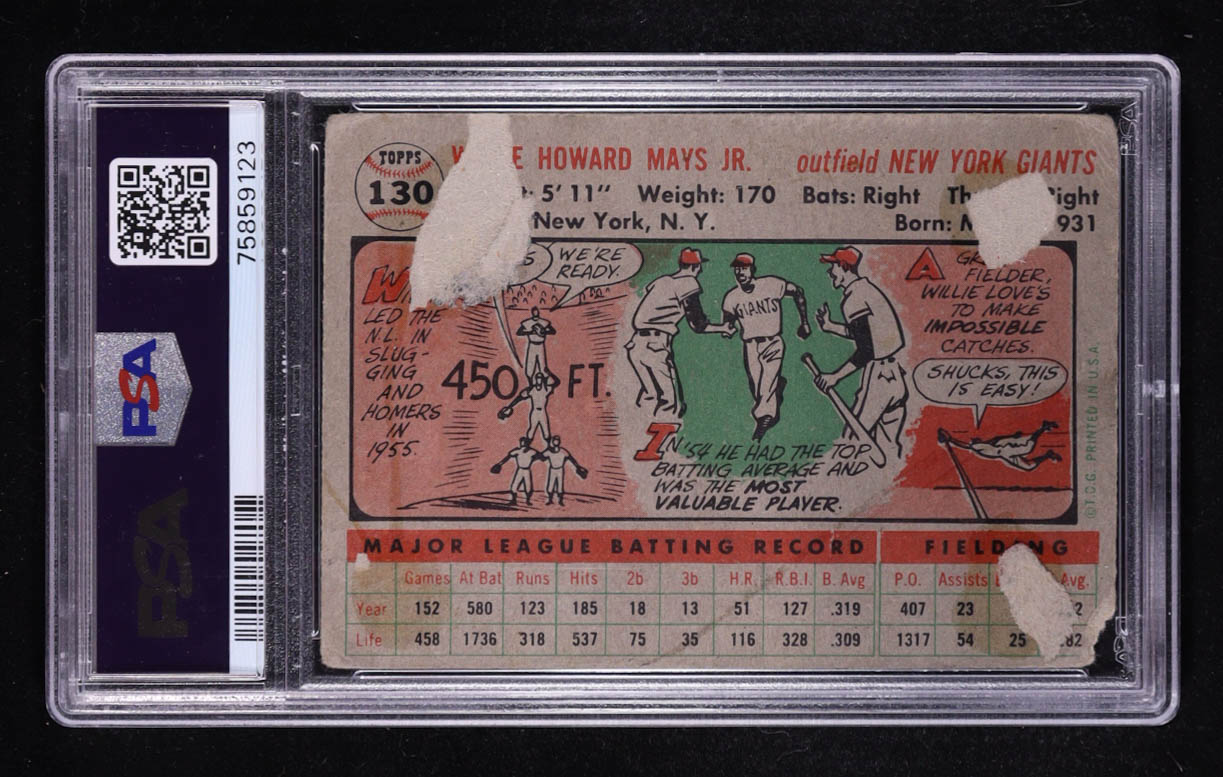 PSA
75859123
PSA
TOPPS
130
HOWARD MAYS JR. outfield NEW YORK GIANTS
5' 11" Weight: 170 Bats: Right
New York, N. Y. Born: 931
LED THE
N.L. IN
SLUG-
GING
AND
HOMERS
IN
1955.
WE'RE
READY.
450 FT.
GIANTS
IN '54 HE HAD THE TOP
BATTING AVERAGE AND
WAS THE MOST
VALUABLE PLAYER.
A
FIELDER,
WILLIE LOVE'S
TO MAKE
IMPOSSIBLE
CATCHES.
SHUCKS, THIS
IS EASY!
© T.C.G. PRINTED IN U.S.A.
MAJOR LEAGUE BATTING RECORD FIELDING
Games At Bat Runs Hits 2b 3b H.R. R.B.I. B. Avg P.O. Assists Avg.
Year 152 580 123 185 18 13 51 127 .319 407 23
Life 458 1736 318 537 75 35 116 328 .309 1317 54 25